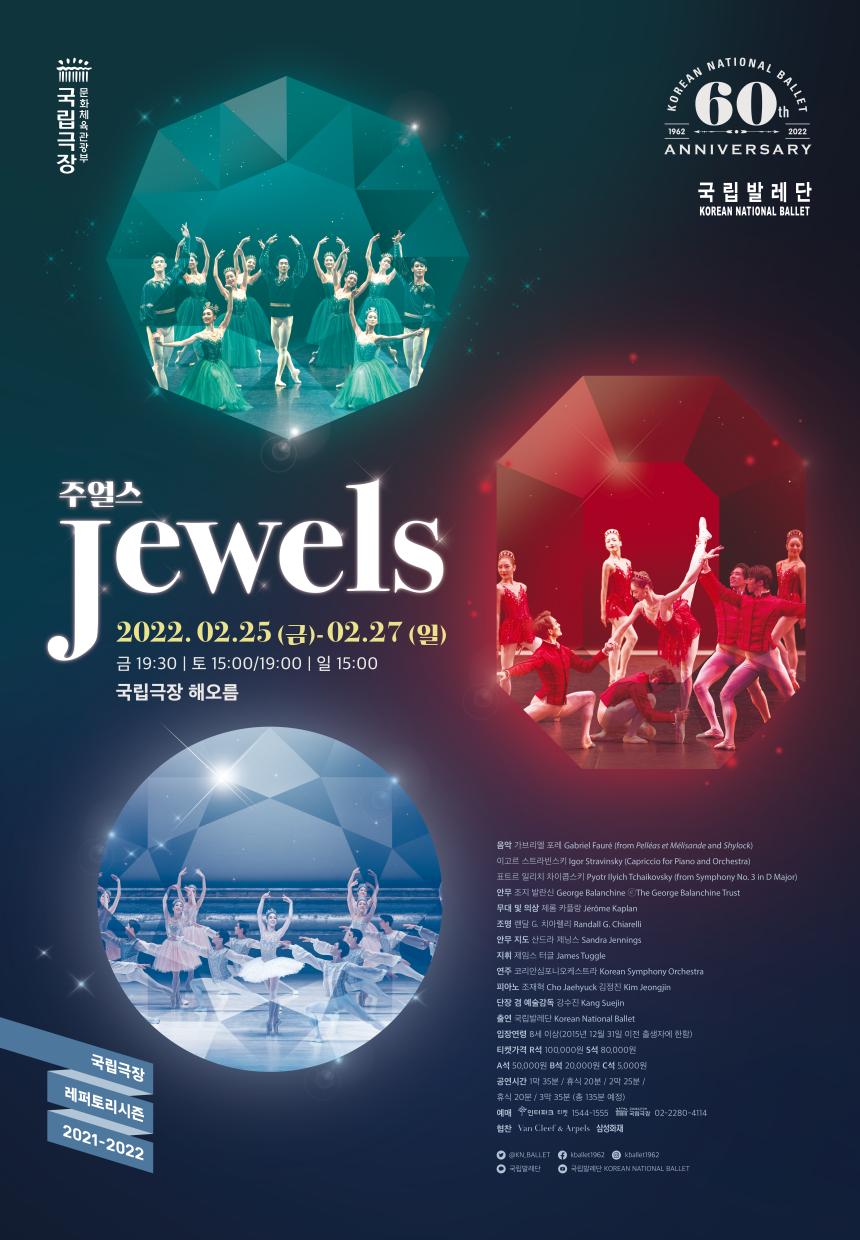 국립극장
문화체육관광부
KOREAN NATIONAL BALLET
60th
1962 2022
ANNIVERSARY
국립발레단
KOREAN NATIONAL BALLET
주얼스
Jewels
2022. 02.25 (금)-02.27 (일)
금 19:30 | 토 15:00/19:00 | 일 15:00
국립극장 해오름
음악 가브리엘 포레 Gabriel Fauré (from Pelléas et Mélisande and Shylock)
이고르 스트라빈스키 Igor Stravinsky (Capriccio for Piano and Orchestra)
표트르 일리치 차이콥스키 Pyotr Ilyich Tchaikovsky (from Symphony No. 3 in D Major)
안무 조지 발란신 George Balanchine ⓒThe George Balanchine Trust
무대 및 의상 제롬 카플랑 Jérôme Kaplan
조명 랜달 G. 치아렐리 Randall G. Chiarelli
안무 지도 산드라 제닝스 Sandra Jennings
지휘 제임스 터글 James Tuggle
연주 코리안심포니오케스트라 Korean Symphony Orchestra
피아노 조재혁 Cho Jaehyuck 김정진 Kim Jeongjin
단장 겸 예술감독 강수진 Kang Suejin
출연 국립발레단 Korean National Ballet
입장연령 8세 이상(2015년 12월 31일 이전 출생자에 한함)
티켓가격 R석 100,000원 S석 80,000원
A석 50,000원 B석 20,000원 C석 5,000원
공연시간 1막 35분 / 휴식 20분 / 2막 25분 /
휴식 20분 / 3막 35분 (총 135분 예정)
예매 인터파크 티켓 1544-1555 국립극장 02-2280-4114
협찬 Van Cleef & Arpels 삼성화재
@KN_BALLET kballet1962 kballet1962
국립발레단 국립발레단 KOREAN NATIONAL BALLET
국립극장
레퍼토리시즌
2021-2022